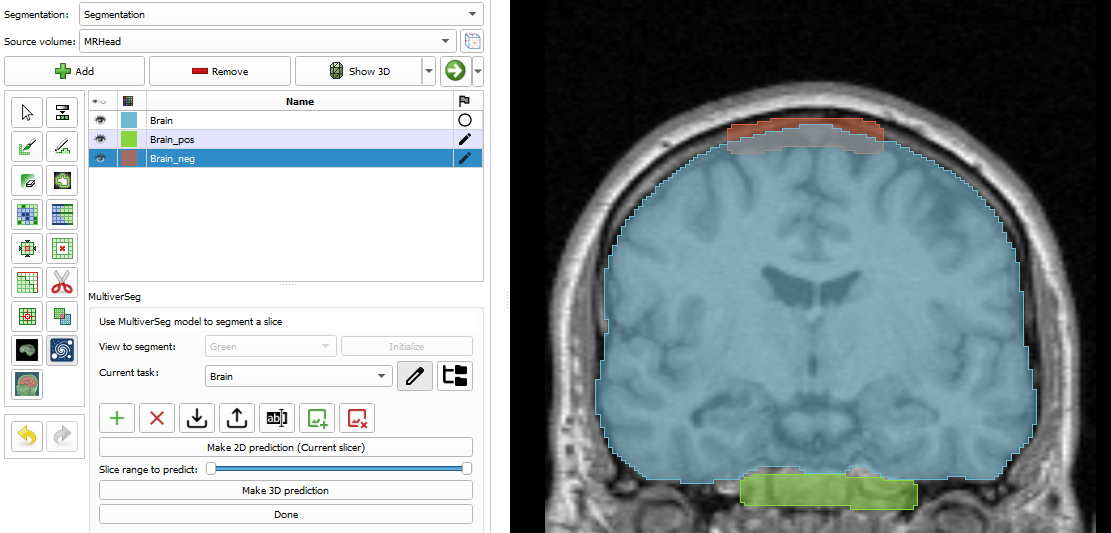 Segmentation: Segmentation
Source volume: MRHead
Add Remove Show 3D
Name
Brain
Brain_pos
Brain_neg
MultiverSeg
Use MultiverSeg model to segment a slice
View to segment: Green Initialize
Current task: Brain
ab
Make 2D prediction (Current slicer)
Slice range to predict:
Make 3D prediction
Done